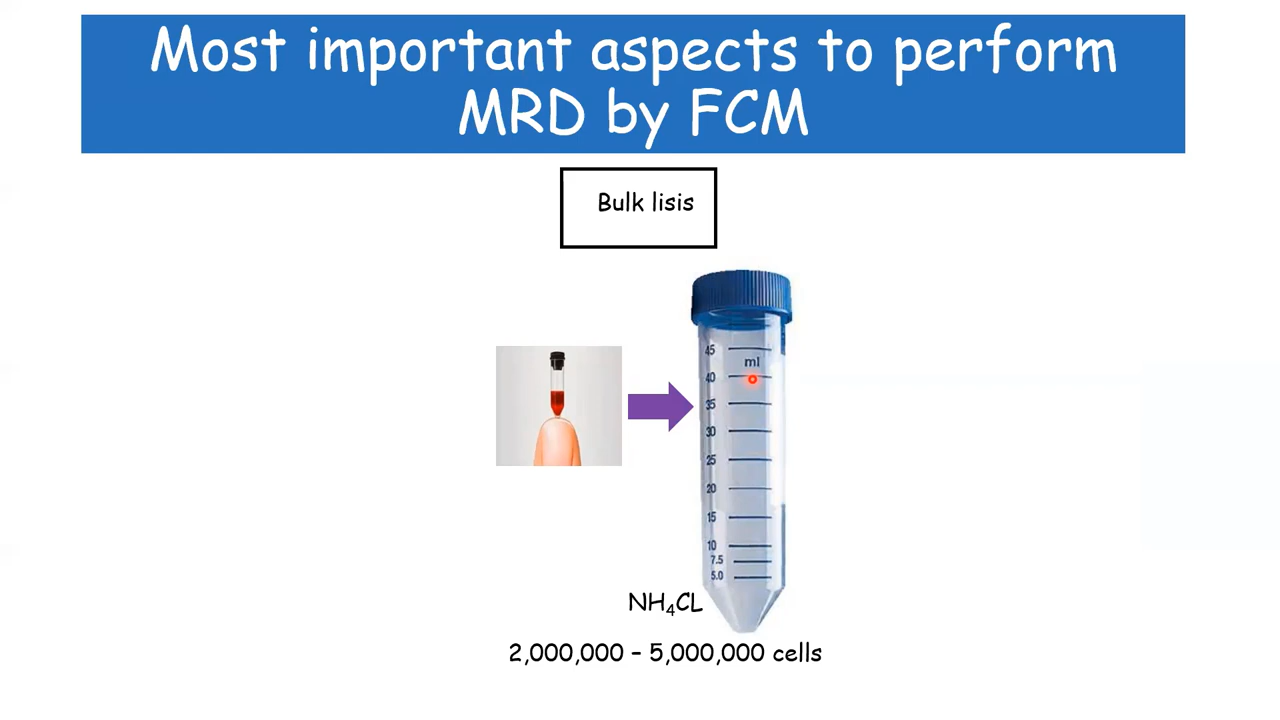 Most important aspects to perform
MRD by FCM
Bulk lisis
45
ml
40
35
30
25
20
15
10
7.5
5.0
NH₄CL
2,000,000 – 5,000,000 cells